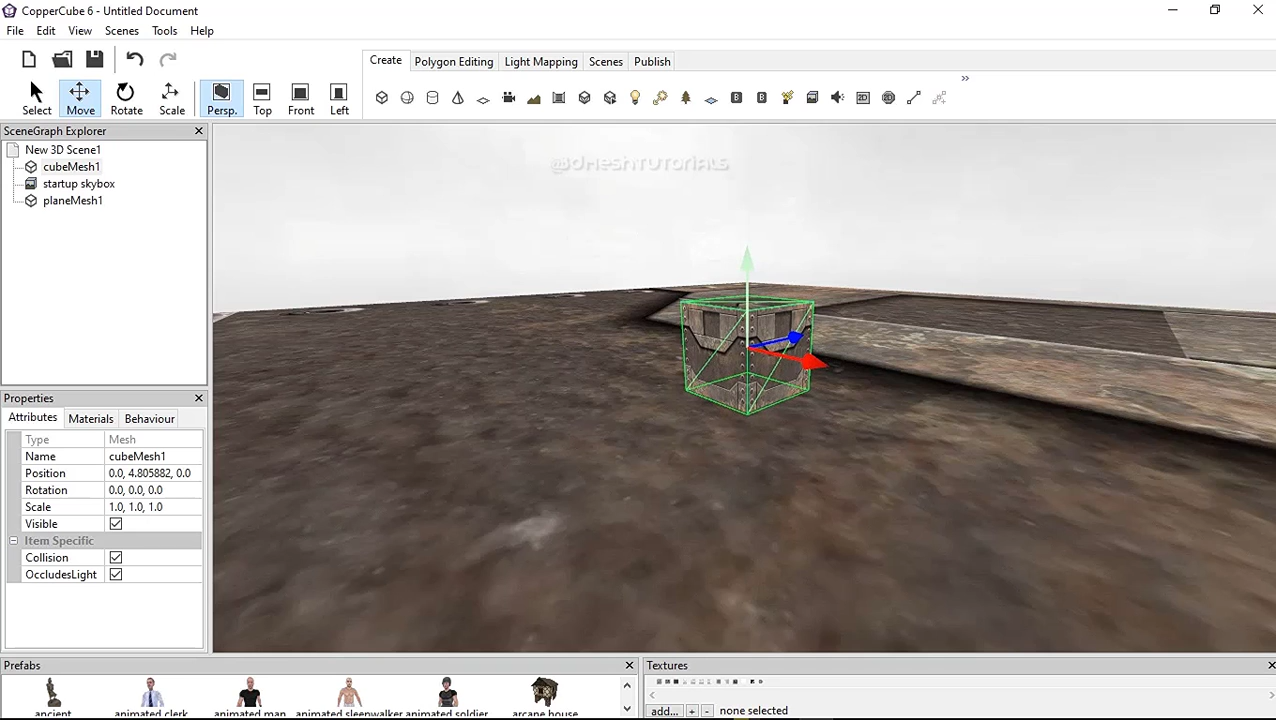 CopperCube 6 - Untitled Document
File Edit View Scenes Tools Help
Create Polygon Editing Light Mapping Scenes Publish
Select Move Rotate Scale Persp. Top Front Left
SceneGraph Explorer
New 3D Scene1
cubeMesh1
startup skybox
planeMesh1
@3DMESHTUTORIALS
Properties
Attributes Materials Behaviour
Type Mesh
Name cubeMesh1
Position 0.0, 4.805882, 0.0
Rotation 0.0, 0.0, 0.0
Scale 1.0, 1.0, 1.0
Visible
Item Specific
Collision
OccludesLight
Prefabs
ancient animated clerk animated man animated sleepwalker animated soldier arcane house
Textures
add... + - none selected